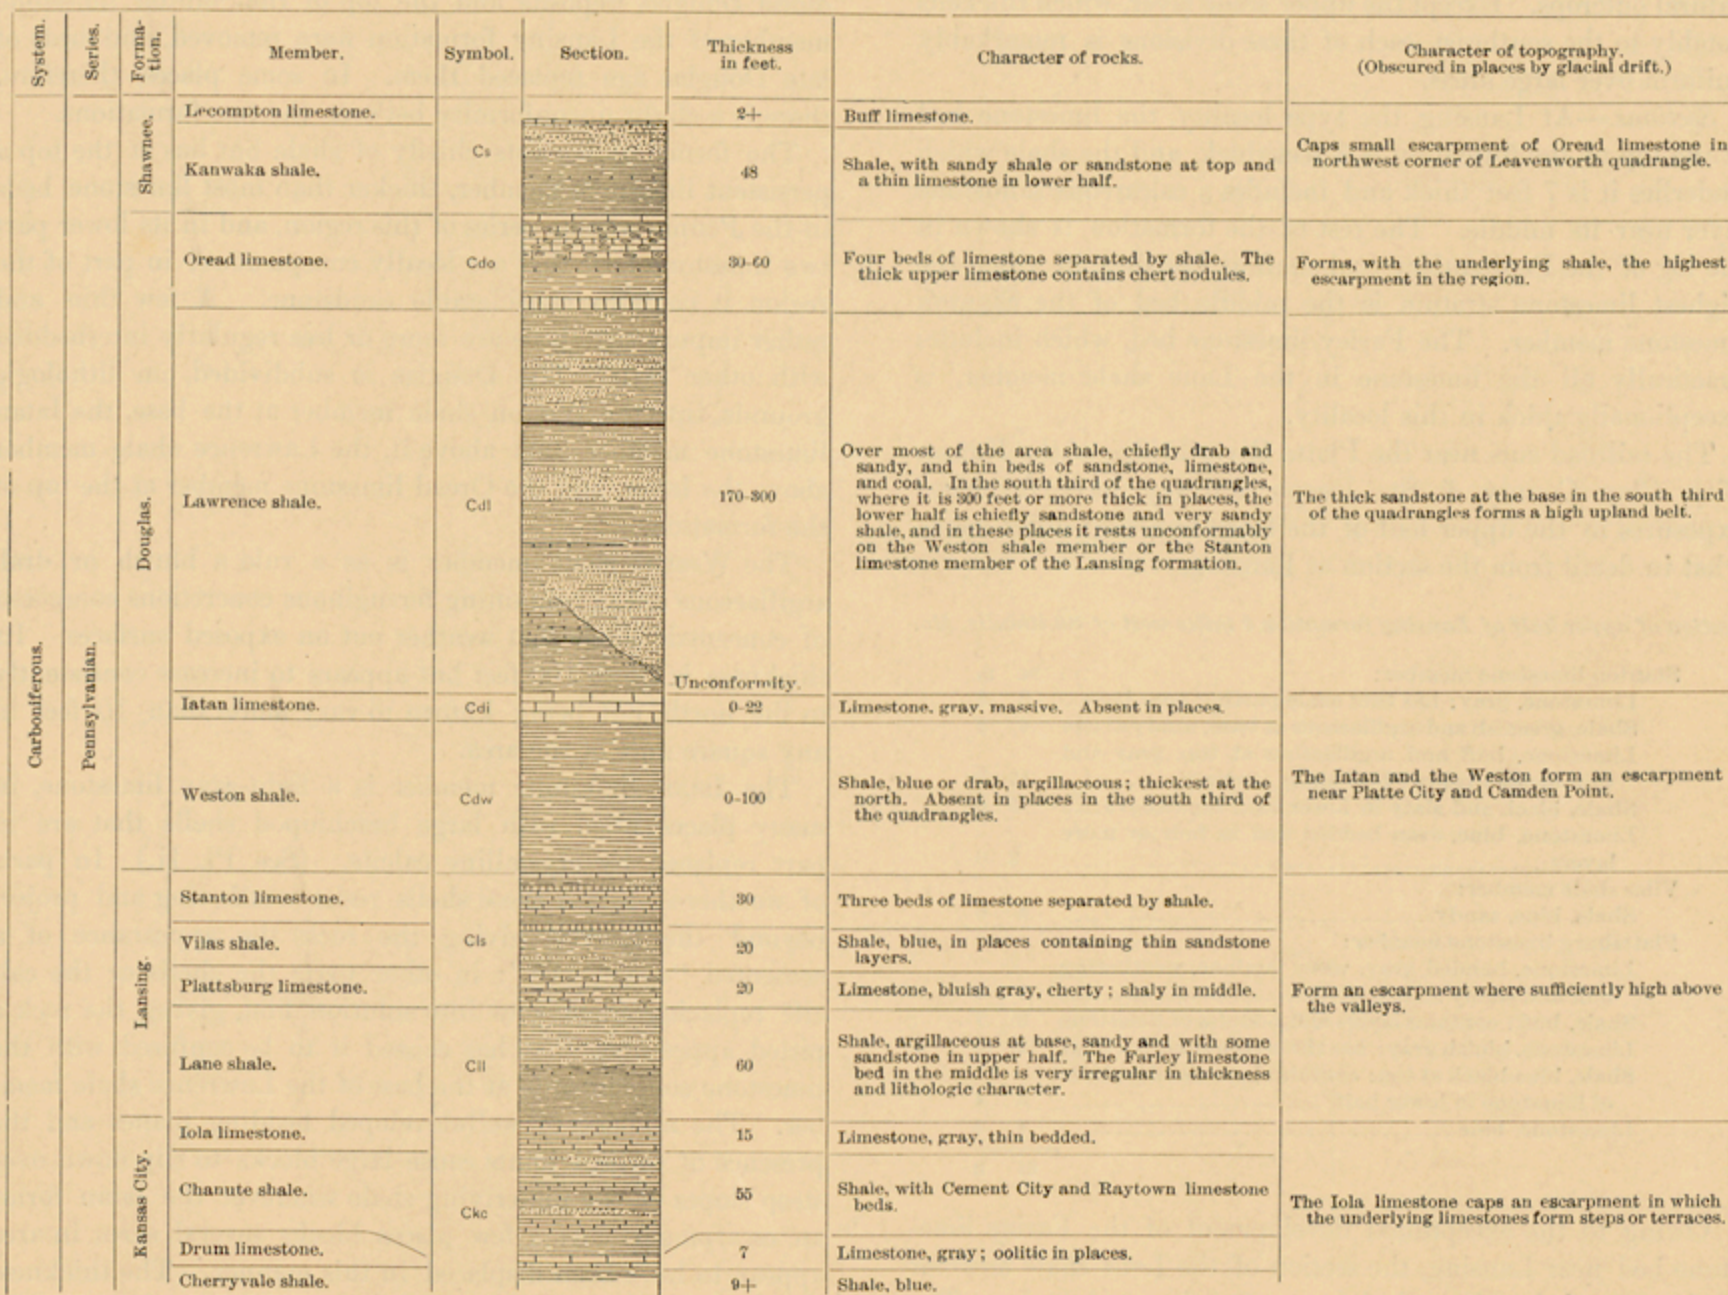 System.
Series.
Forma-
tion.
Member.
Symbol.
Section.
Thickness
in feet.
Character of rocks.
Character of topography.
(Obscured in places by glacial drift.)
Carboniferous.
Pennsylvanian.
Shawnee.
Lecompton limestone.
Cs
2+
Buff limestone.
Caps small escarpment of Oread limestone in
northwest corner of Leavenworth quadrangle.
Kanwaka shale.
48
Shale, with sandy shale or sandstone at top and
a thin limestone in lower half.
Douglas.
Oread limestone.
Cdo
30-60
Four beds of limestone separated by shale. The
thick upper limestone contains chert nodules.
Forms, with the underlying shale, the highest
escarpment in the region.
Lawrence shale.
Cdl
170-300
Over most of the area shale, chiefly drab and
sandy, and thin beds of sandstone, limestone,
and coal. In the south third of the quadrangles,
where it is 300 feet or more thick in places, the
lower half is chiefly sandstone and very sandy
shale, and in these places it rests unconformably
on the Weston shale member or the Stanton
limestone member of the Lansing formation.
The thick sandstone at the base in the south third
of the quadrangles forms a high upland belt.
Unconformity.
Iatan limestone.
Cdi
0-22
Limestone, gray, massive. Absent in places.
Weston shale.
Cdw
0-100
Shale, blue or drab, argillaceous; thickest at the
north. Absent in places in the south third of
the quadrangles.
The Iatan and the Weston form an escarpment
near Platte City and Camden Point.
Lansing.
Stanton limestone.
30
Three beds of limestone separated by shale.
Vilas shale.
Cls
20
Shale, blue, in places containing thin sandstone
layers.
Plattsburg limestone.
20
Limestone, bluish gray, cherty; shaly in middle.
Form an escarpment where sufficiently high above
the valleys.
Lane shale.
Cll
60
Shale, argillaceous at base, sandy and with some
sandstone in upper half. The Farley limestone
bed in the middle is very irregular in thickness
and lithologic character.
Kansas City.
Iola limestone.
15
Limestone, gray, thin bedded.
Chanute shale.
Ckc
55
Shale, with Cement City and Raytown limestone
beds.
The Iola limestone caps an escarpment in which
the underlying limestones form steps or terraces.
Drum limestone.
7
Limestone, gray; oolitic in places.
Cherryvale shale.
9+
Shale, blue.